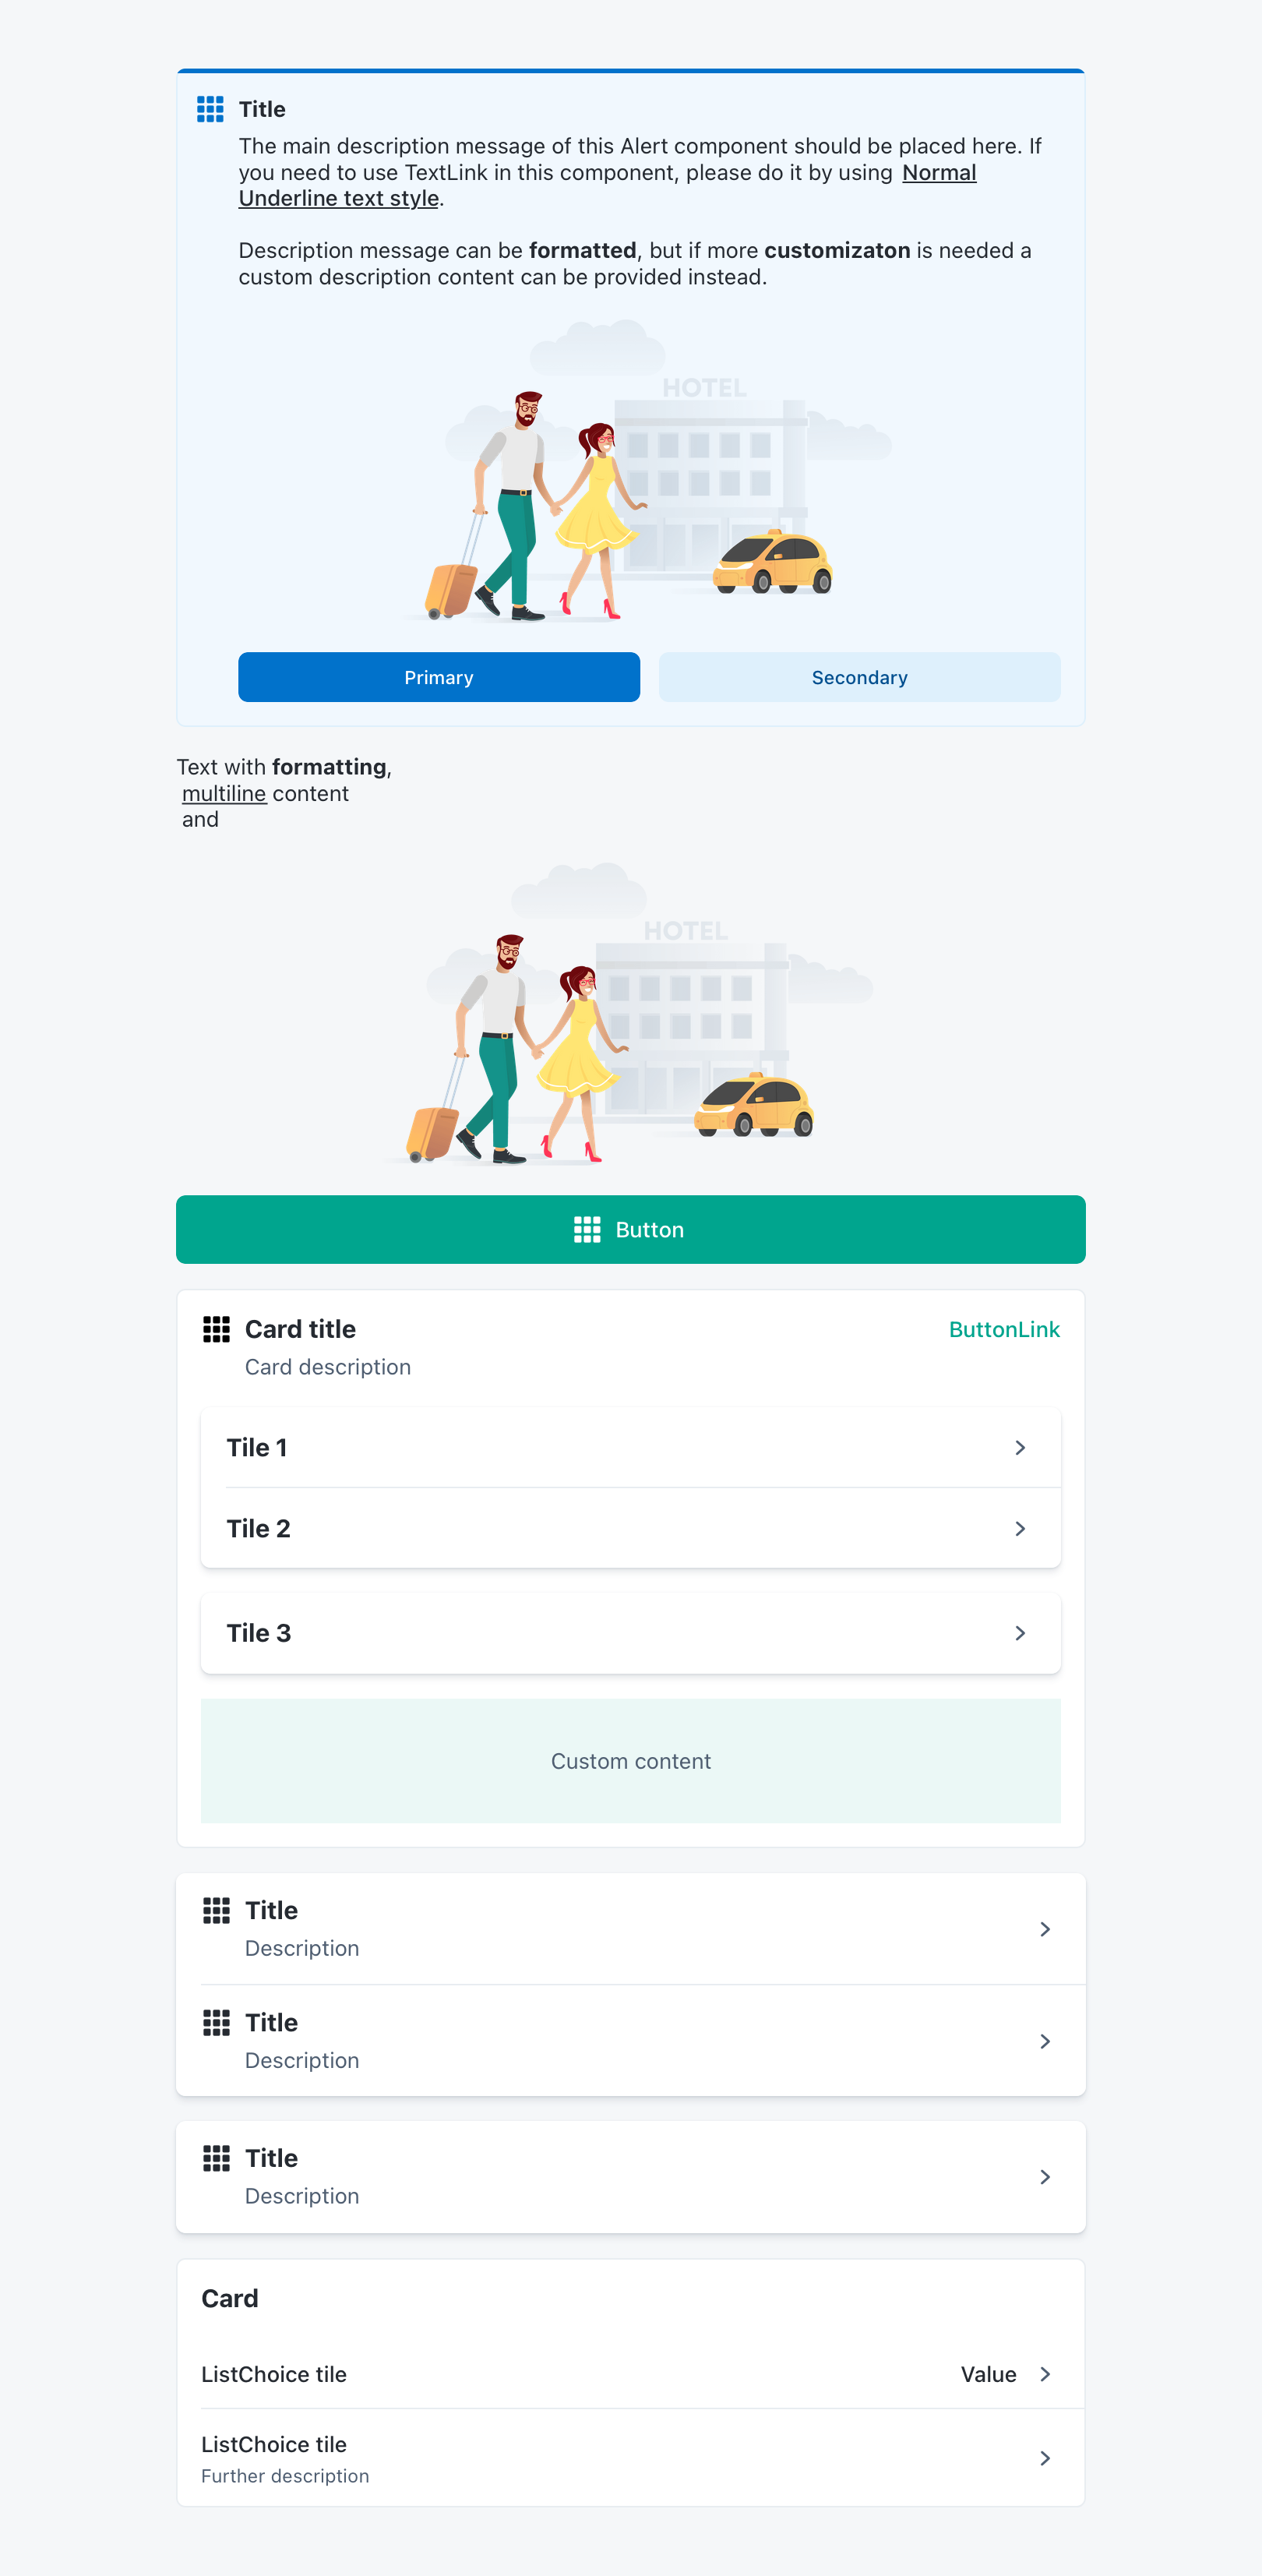 Title
The main description message of this Alert component should be placed here. If
you need to use TextLink in this component, please do it by using Normal
Underline text style.
Description message can be formatted, but if more customizaton is needed a
custom description content can be provided instead.
HOTEL
Primary
Secondary
Text with formatting,
multiline content
and
HOTEL
Button
Card title
ButtonLink
Card description
Tile 1
Tile 2
Tile 3
Custom content
Title
Description
Title
Description
Title
Description
Card
ListChoice tile
Value
ListChoice tile
Further description